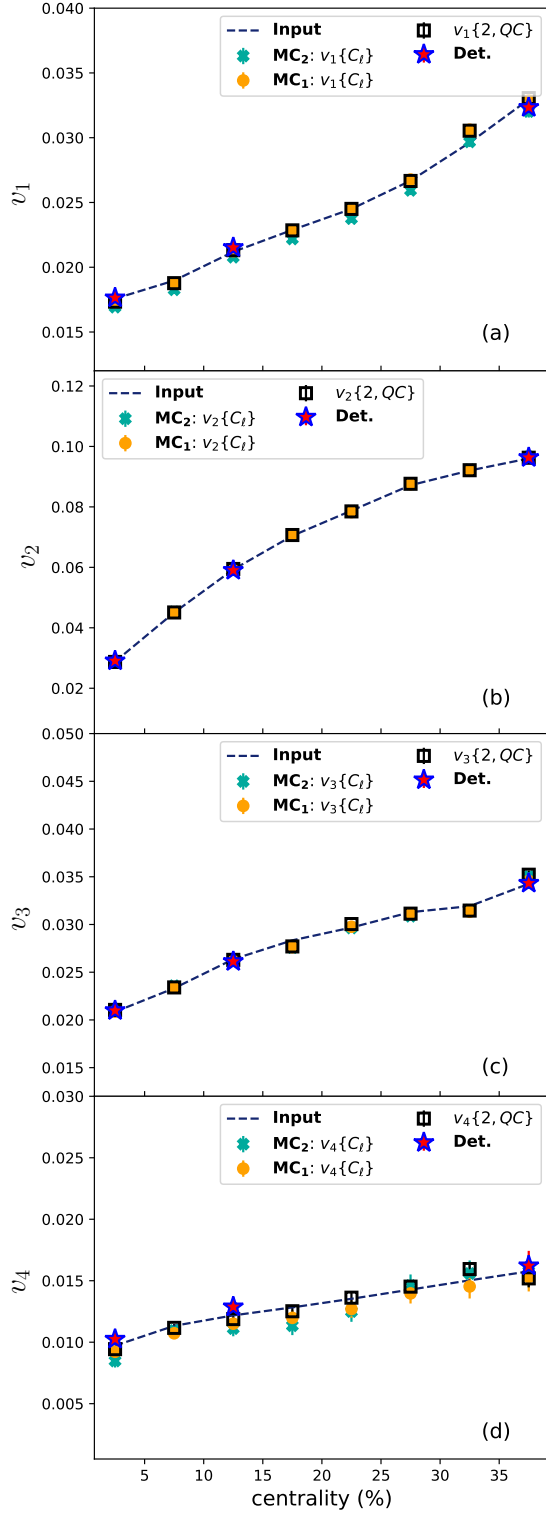 0.040
0.035
0.030
0.025
0.020
0.015
v₁
Input
MC₂: v₁{Cℓ}
MC₁: v₁{Cℓ}
v₁{2, QC}
Det.
(a)
0.12
0.10
0.08
0.06
0.04
0.02
v₂
Input
MC₂: v₂{Cℓ}
MC₁: v₂{Cℓ}
v₂{2, QC}
Det.
(b)
0.050
0.045
0.040
0.035
0.030
0.025
0.020
0.015
v₃
Input
MC₂: v₃{Cℓ}
MC₁: v₃{Cℓ}
v₃{2, QC}
Det.
(c)
0.030
0.025
0.020
0.015
0.010
0.005
v₄
Input
MC₂: v₄{Cℓ}
MC₁: v₄{Cℓ}
v₄{2, QC}
Det.
(d)
5 10 15 20 25 30 35
centrality (%)